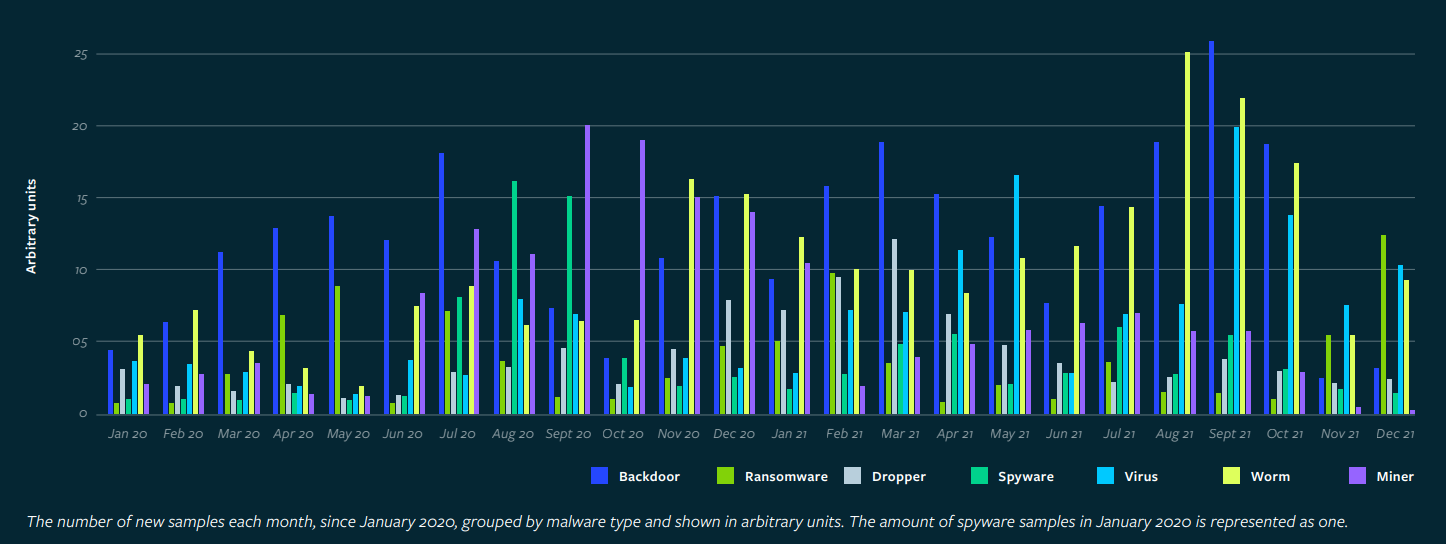 25
20
15
10
05
0
Arbitrary units
Jan 20 Feb 20 Mar 20 Apr 20 May 20 Jun 20 Jul 20 Aug 20 Sept 20 Oct 20 Nov 20 Dec 20 Jan 21 Feb 21 Mar 21 Apr 21 May 21 Jun 21 Jul 21 Aug 21 Sept 21 Oct 21 Nov 21 Dec 21
Backdoor Ransomware Dropper Spyware Virus Worm Miner
The number of new samples each month, since January 2020, grouped by malware type and shown in arbitrary units. The amount of spyware samples in January 2020 is represented as one.